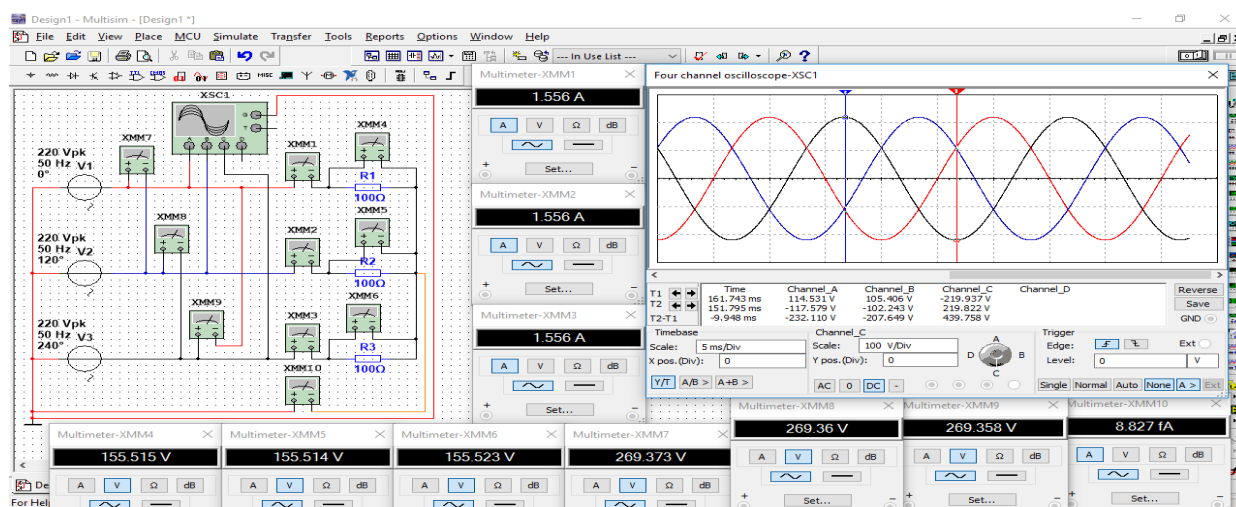 Design1 - Multisim - [Design1 *]
File Edit View Place MCU Simulate Transfer Tools Reports Options Window Help
--- In Use List ---
Multimeter-XMM1
1.556 A
A V Ω dB
Set...
Multimeter-XMM2
1.556 A
A V Ω dB
Set...
Multimeter-XMM3
1.556 A
A V Ω dB
Set...
XSC1
G
T
A B C D
XMM7
XMM1
XMM4
220 Vpk
50 Hz V1
0°
R1
100Ω
XMM8
XMM2
XMM5
220 Vpk
50 Hz V2
120°
R2
100Ω
XMM9
XMM3
XMM6
220 Vpk
50 Hz V3
240°
R3
100Ω
XMM10
Four channel oscilloscope-XSC1
Time Channel_A Channel_B Channel_C Channel_D
T1 161.743 ms 114.531 V 105.406 V -219.937 V
T2 151.795 ms -117.579 V -102.243 V 219.822 V
T2-T1 -9.948 ms -232.110 V -207.649 V 439.758 V
Reverse
Save
GND
Timebase
Scale: 5 ms/Div
X pos.(Div): 0
Y/T A/B > A+B >
Channel_C
Scale: 100 V/Div
Y pos.(Div): 0
AC 0 DC -
A
D B
C
Trigger
Edge: Ext
Level: 0 V
Single Normal Auto None A > Ext
Multimeter-XMM4
155.515 V
A V Ω dB
Multimeter-XMM5
155.514 V
A V Ω dB
Multimeter-XMM6
155.523 V
A V Ω dB
Multimeter-XMM7
269.373 V
A V Ω dB
Multimeter-XMM8
269.36 V
A V Ω dB
Set...
Multimeter-XMM9
269.358 V
A V Ω dB
Set...
Multimeter-XMM10
8.827 fA
A V Ω dB
Set...
De
For Hel